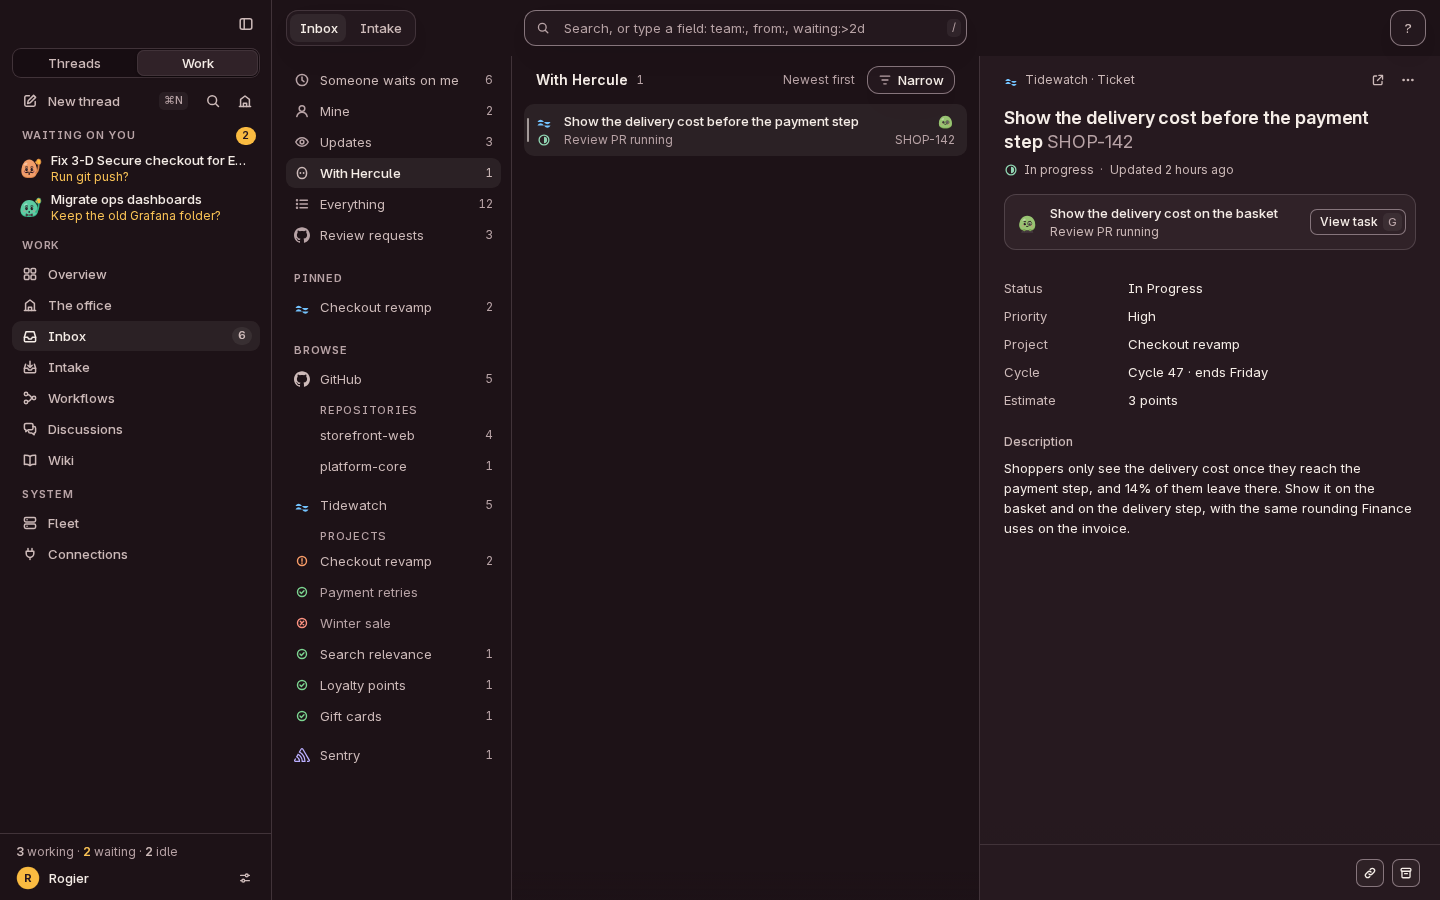 Threads
Work
New thread
⌘N
WAITING ON YOU
2
Fix 3-D Secure checkout for E…
Run git push?
Migrate ops dashboards
Keep the old Grafana folder?
WORK
Overview
The office
Inbox
6
Intake
Workflows
Discussions
Wiki
SYSTEM
Fleet
Connections
3 working · 2 waiting · 2 idle
R
Rogier
Inbox
Intake
Someone waits on me
6
Mine
2
Updates
3
With Hercule
1
Everything
12
Review requests
3
PINNED
Checkout revamp
2
BROWSE
GitHub
5
REPOSITORIES
storefront-web
4
platform-core
1
Tidewatch
5
PROJECTS
Checkout revamp
2
Payment retries
Winter sale
Search relevance
1
Loyalty points
1
Gift cards
1
Sentry
1
Search, or type a field: team:, from:, waiting:>2d
/
?
With Hercule 1
Newest first
Narrow
Show the delivery cost before the payment step
Review PR running
SHOP-142
Tidewatch · Ticket
Show the delivery cost before the payment
step SHOP-142
In progress · Updated 2 hours ago
Show the delivery cost on the basket
Review PR running
View task G
Status
In Progress
Priority
High
Project
Checkout revamp
Cycle
Cycle 47 · ends Friday
Estimate
3 points
Description
Shoppers only see the delivery cost once they reach the
payment step, and 14% of them leave there. Show it on the
basket and on the delivery step, with the same rounding Finance
uses on the invoice.